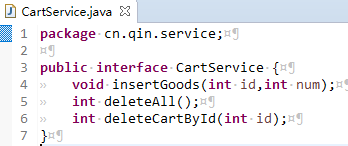 CartService.java
1 package cn.qin.service;
2
3 public interface CartService {
4 void insertGoods(int id,int num);
5 int deleteAll();
6 int deleteCartById(int id);
7 }